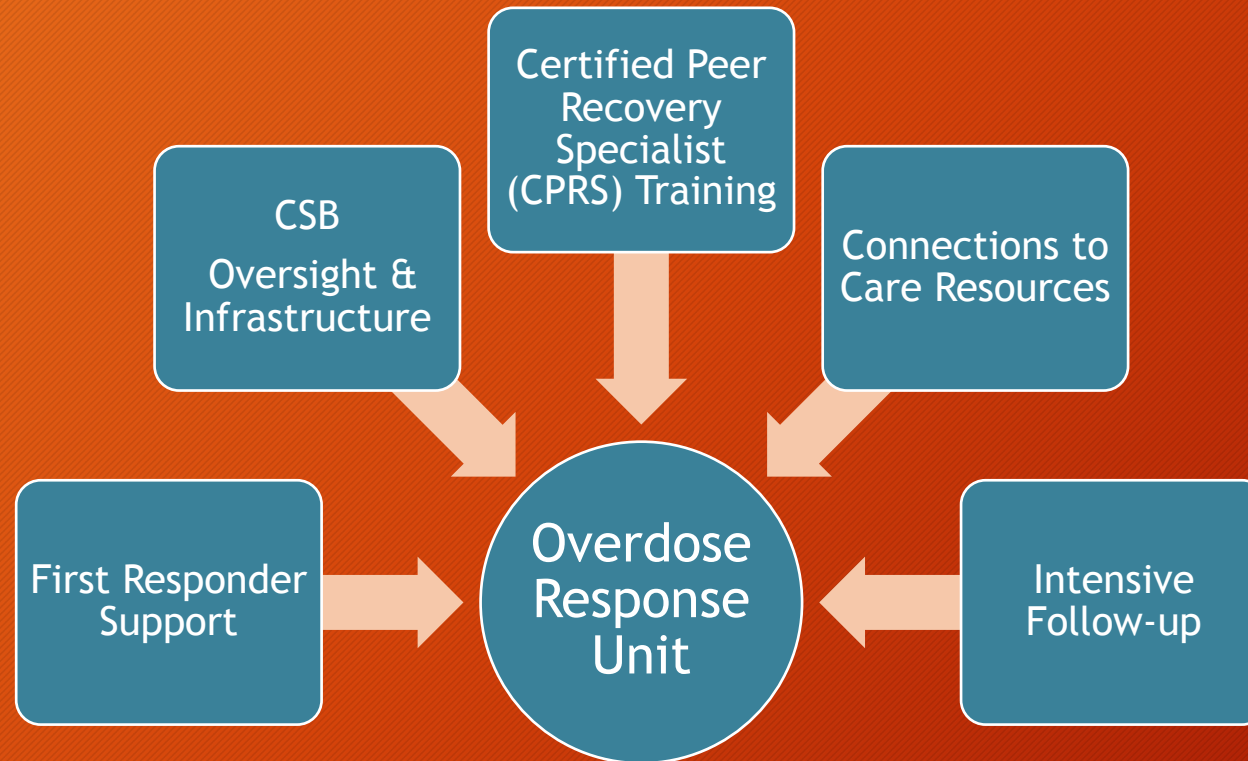 Certified Peer
Recovery
Specialist
(CPRS) Training
CSB
Oversight &
Infrastructure
Connections to
Care Resources
First Responder
Support
Overdose
Response
Unit
Intensive
Follow-up